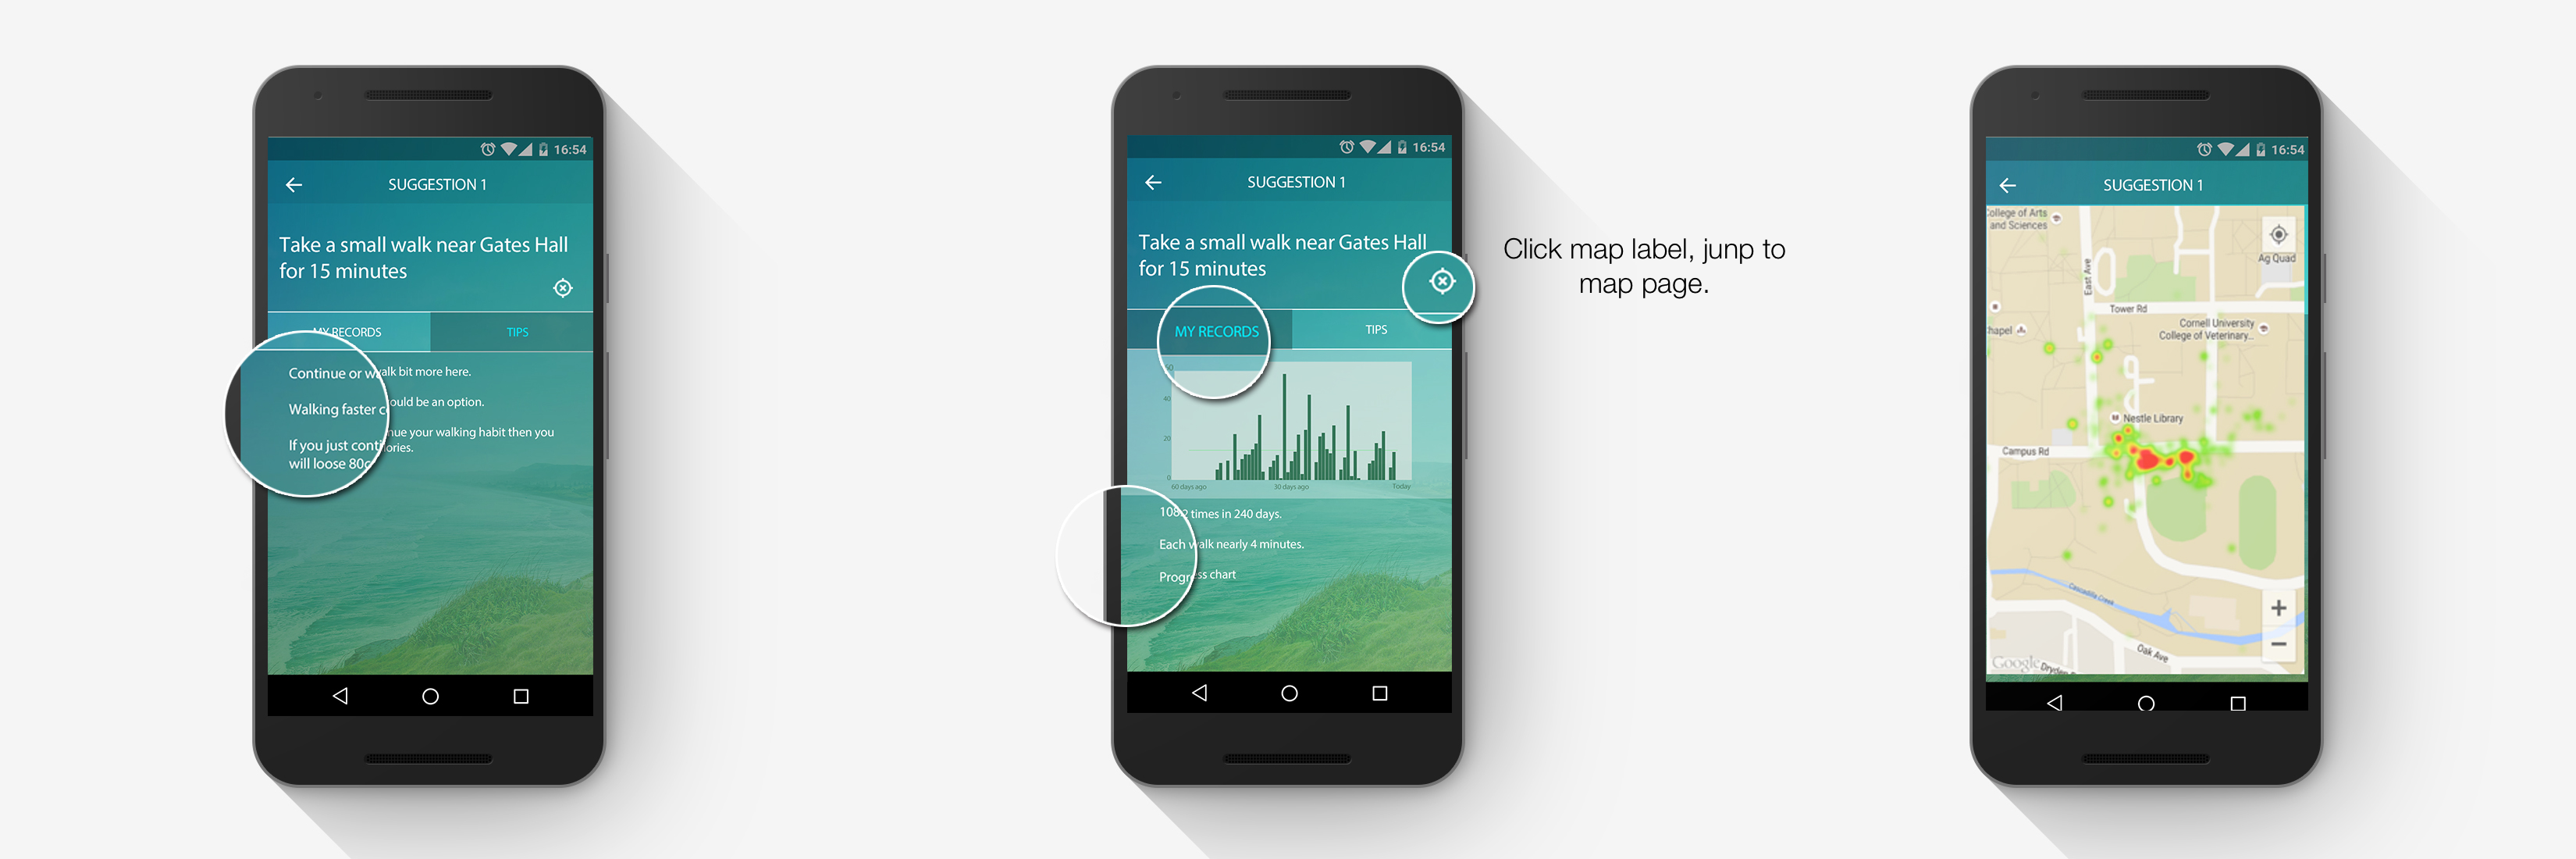 16:54
SUGGESTION 1
Take a small walk near Gates Hall
for 15 minutes
MY RECORDS
TIPS
Continue or walk bit more here.
Walking faster could be an option.
If you just continue your walking habit then you
will loose 80calories.
16:54
SUGGESTION 1
Take a small walk near Gates Hall
for 15 minutes
MY RECORDS
TIPS
40
20
0
60 days ago
30 days ago
Today
1082 times in 240 days.
Each walk nearly 4 minutes.
Progress chart
Click map label, junp to
map page.
16:54
SUGGESTION 1
College of Arts
and Sciences
Ag Quad
East Ave
Tower Rd
Cornell University
College of Veterinary...
hapel
Nestle Library
Campus Rd
Cascadilla Creek
Oak Ave
Google